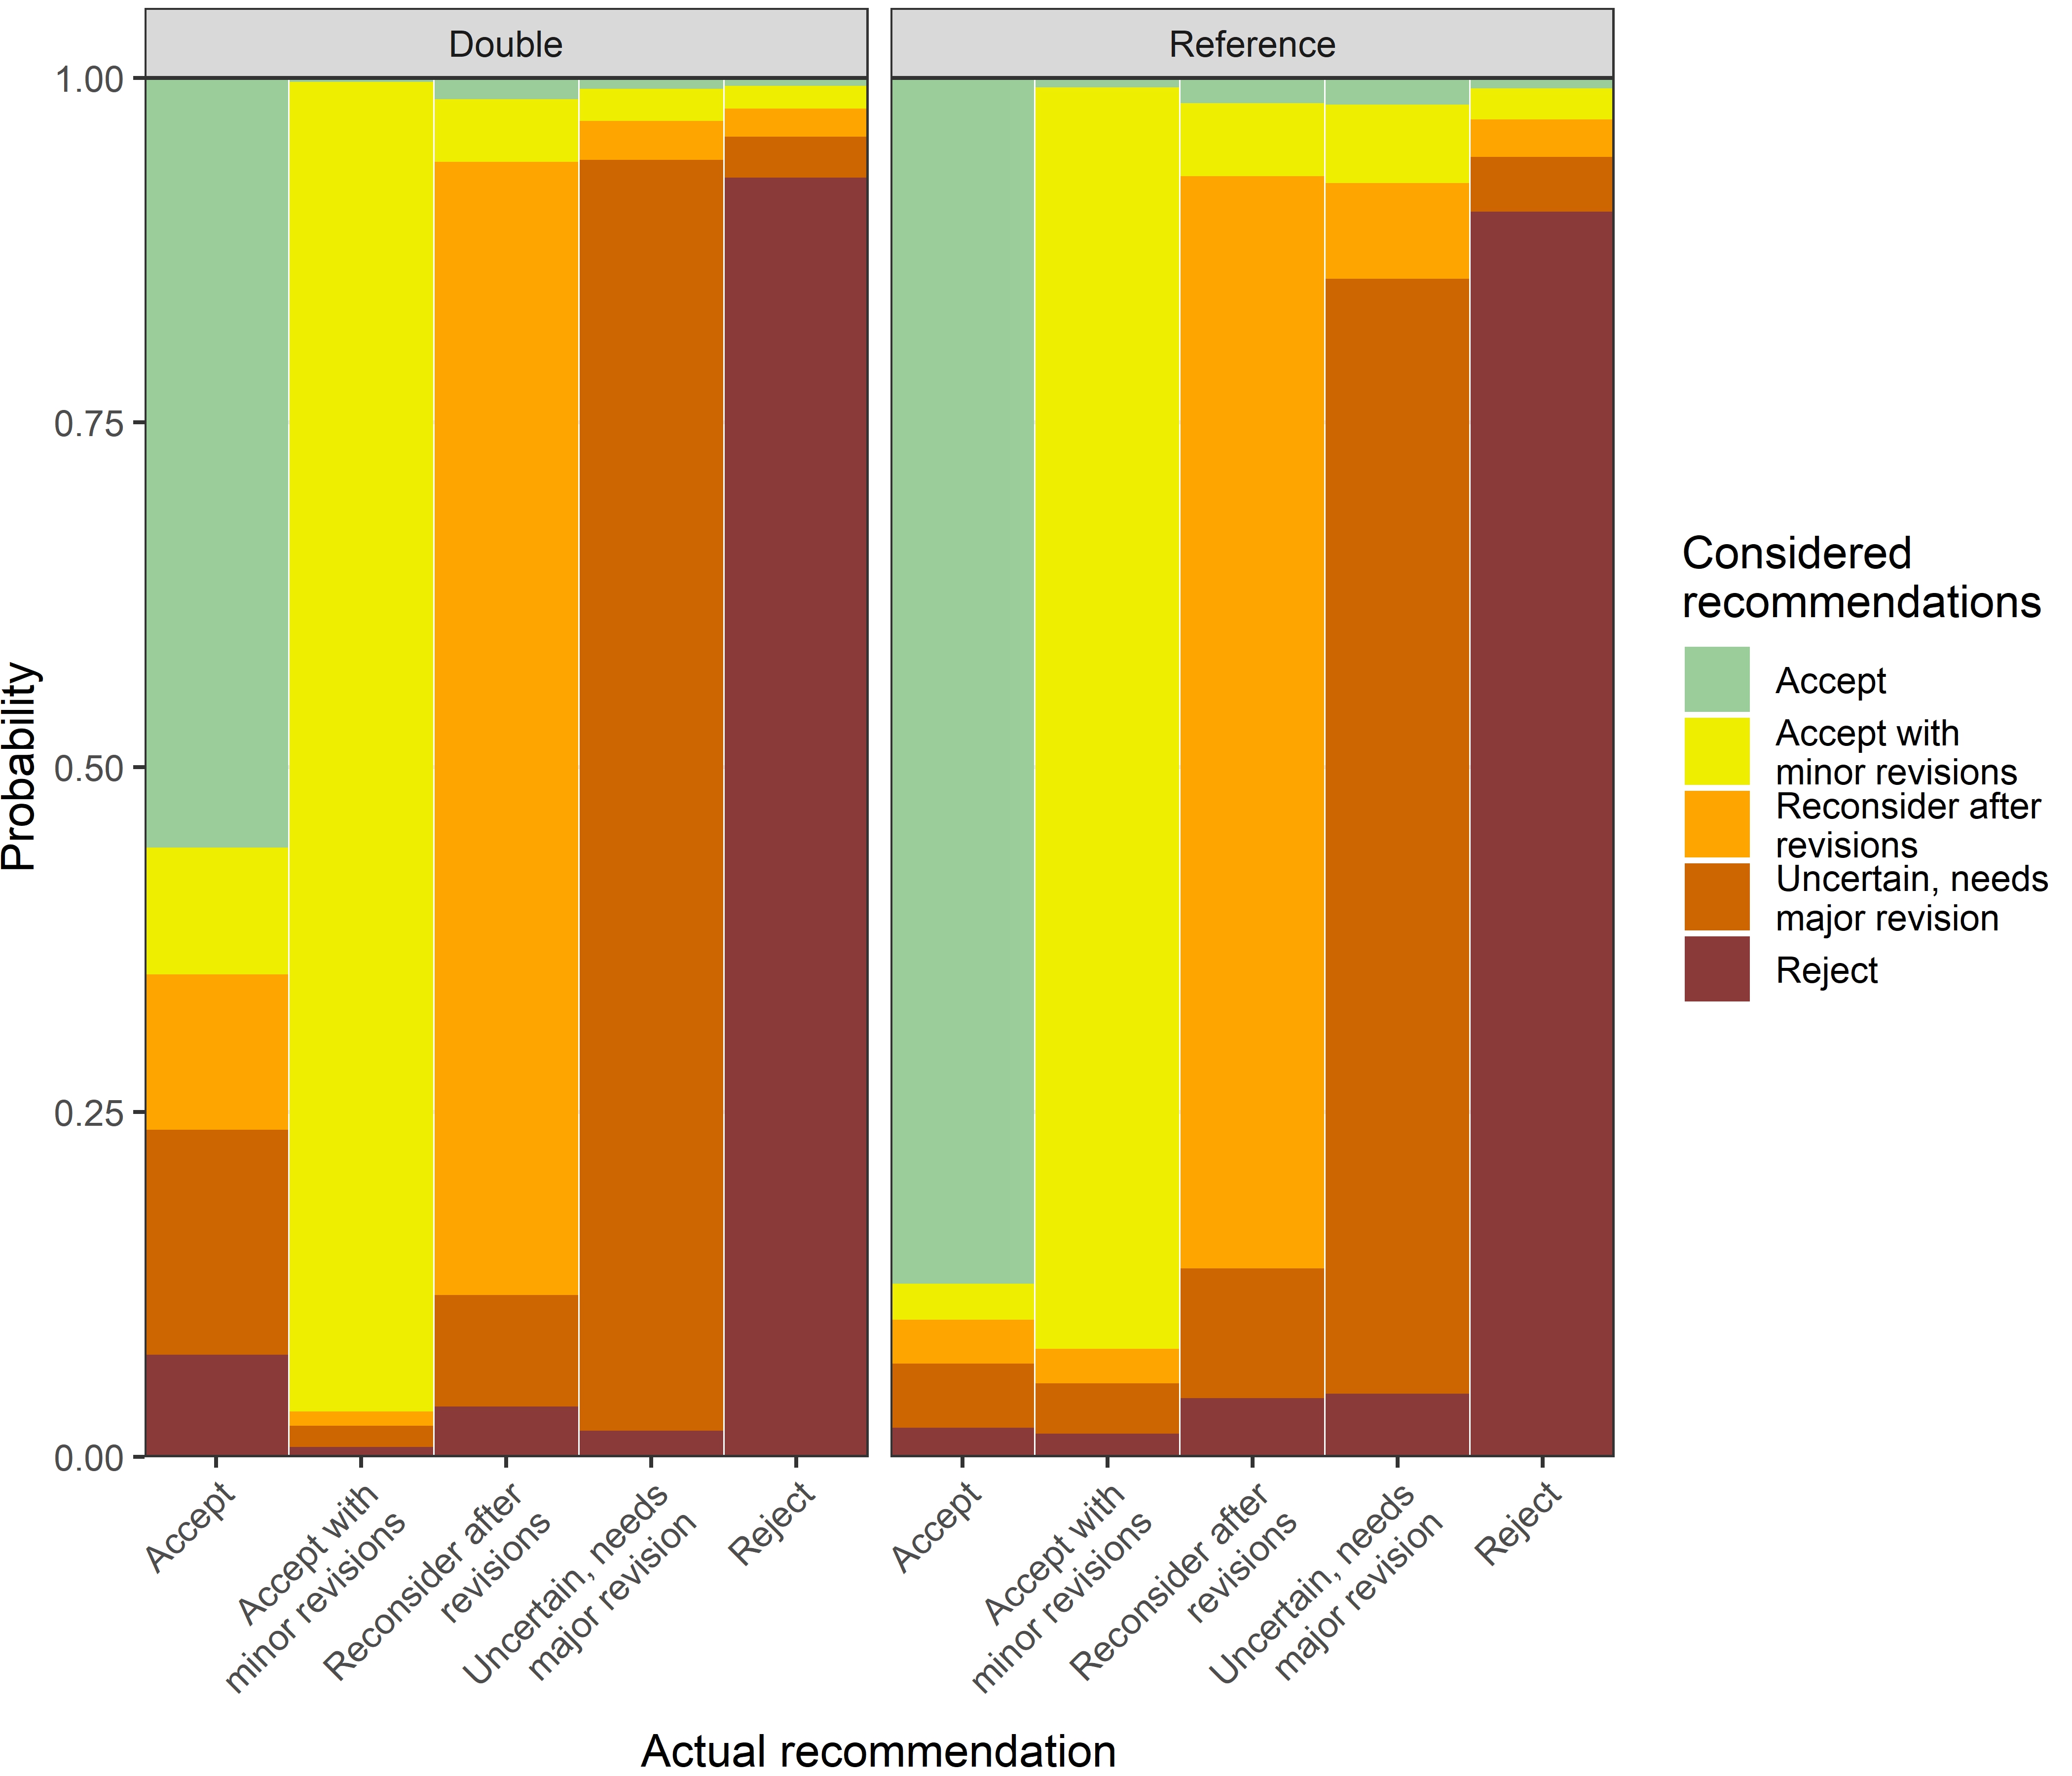 Double
Reference
1.00
0.75
0.50
0.25
0.00
Probability
Accept
Accept with
minor revisions
Reconsider after
revisions
Uncertain, needs
major revision
Reject
Accept
Accept with
minor revisions
Reconsider after
revisions
Uncertain, needs
major revision
Reject
Actual recommendation
Considered
recommendations
Accept
Accept with
minor revisions
Reconsider after
revisions
Uncertain, needs
major revision
Reject